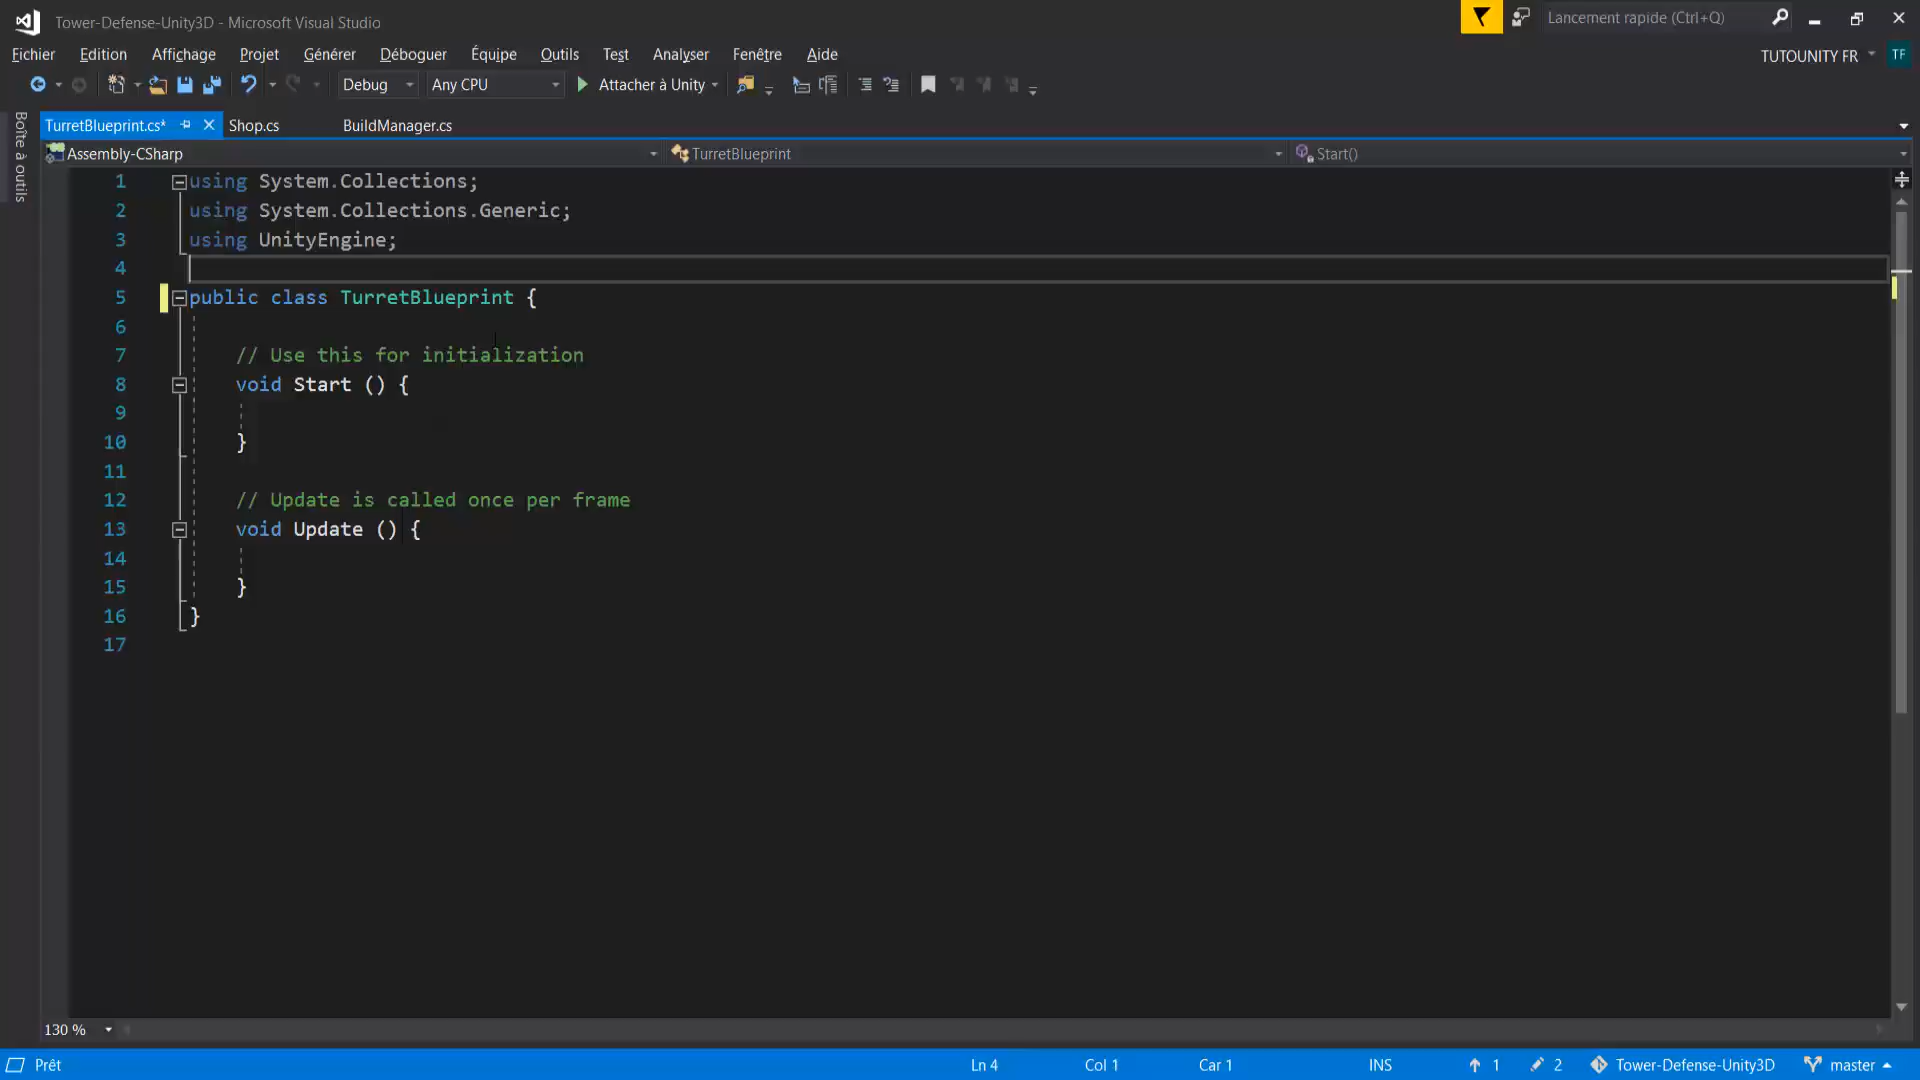 Tower-Defense-Unity3D - Microsoft Visual Studio
Lancement rapide (Ctrl+Q)
Fichier Edition Affichage Projet Générer Déboguer Équipe Outils Test Analyser Fenêtre Aide
TUTOUNITY FR TF
Debug Any CPU Attacher à Unity
Boîte à outils
TurretBlueprint.cs* Shop.cs BuildManager.cs
Assembly-CSharp TurretBlueprint Start()
1 using System.Collections;
2 using System.Collections.Generic;
3 using UnityEngine;
4
5 public class TurretBlueprint {
6
7 // Use this for initialization
8 void Start () {
9
10 }
11
12 // Update is called once per frame
13 void Update () {
14
15 }
16 }
17
130 %
Prêt Ln 4 Col 1 Car 1 INS 1 2 Tower-Defense-Unity3D master